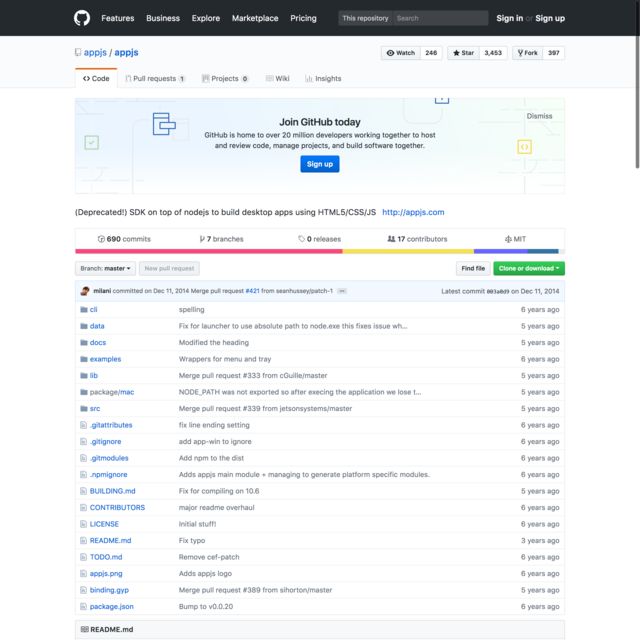 Features Business Explore Marketplace Pricing This repository Search Sign in or Sign up
appjs / appjs Watch 246 Star 3,453 Fork 397
Code Pull requests 1 Projects 0 Wiki Insights
Join GitHub today
Dismiss
GitHub is home to over 20 million developers working together to host
and review code, manage projects, and build software together.
Sign up
(Deprecated!) SDK on top of nodejs to build desktop apps using HTML5/CSS/JS http://appjs.com
690 commits 7 branches 0 releases 17 contributors MIT
Branch: master New pull request Find file Clone or download
milani committed on Dec 11, 2014 Merge pull request #421 from seanhussey/patch-1 Latest commit on Dec 11, 2014
cli spelling 6 years ago
data Fix for launcher to use absolute path to node.exe this fixes issue wh… 5 years ago
docs Modified the heading 5 years ago
examples Wrappers for menu and tray 6 years ago
lib Merge pull request #333 from cGuille/master 5 years ago
package/mac NODE_PATH was not exported so after execing the application we lose t… 5 years ago
src Merge pull request #339 from jetsonsystems/master 5 years ago
.gitattributes fix line ending setting 6 years ago
.gitignore add app-win to ignore 6 years ago
.gitmodules Add npm to the dist 6 years ago
.npmignore Adds appjs main module + managing to generate platform specific modules. 6 years ago
BUILDING.md Fix for compiling on 10.6 5 years ago
CONTRIBUTORS major readme overhaul 6 years ago
LICENSE Initial stuff! 6 years ago
README.md Fix typo 3 years ago
TODO.md Remove cef-patch 6 years ago
appjs.png Adds appjs logo 6 years ago
binding.gyp Merge pull request #389 from sihorton/master 5 years ago
package.json Bump to v0.0.20 6 years ago
README.md